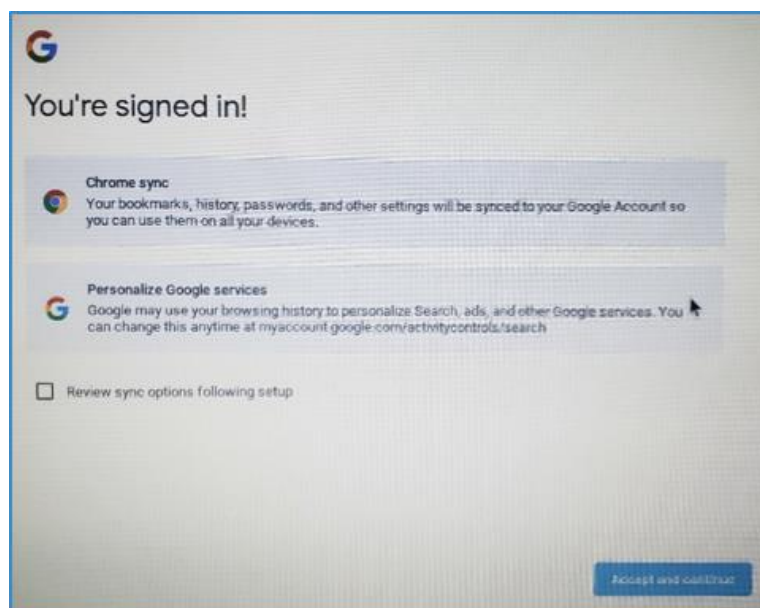 You're signed in!
Chrome sync
Your bookmarks, history, passwords, and other settings will be synced to your Google Account so
you can use them on all your devices.
Personalize Google services
Google may use your browsing history to personalize Search, ads, and other Google services. You
can change this anytime at myaccount.google.com/activitycontrols/search
Review sync options following setup
Accept and continue